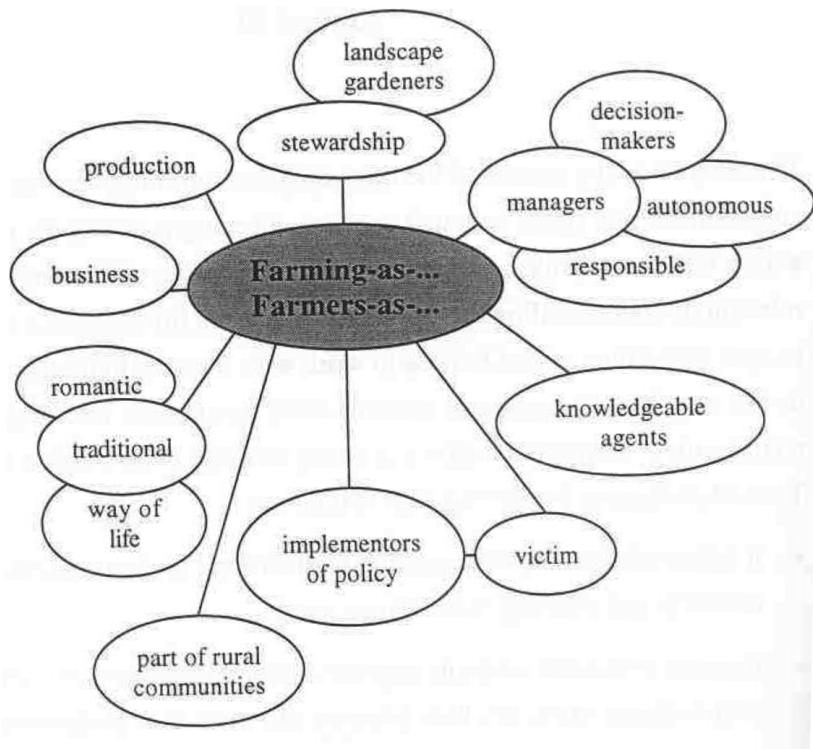 landscape
gardeners
stewardship
decision-
makers
managers
autonomous
responsible
production
business
Farming-as-...
Farmers-as-...
romantic
traditional
way of
life
knowledgeable
agents
implementors
of policy
victim
part of rural
communities